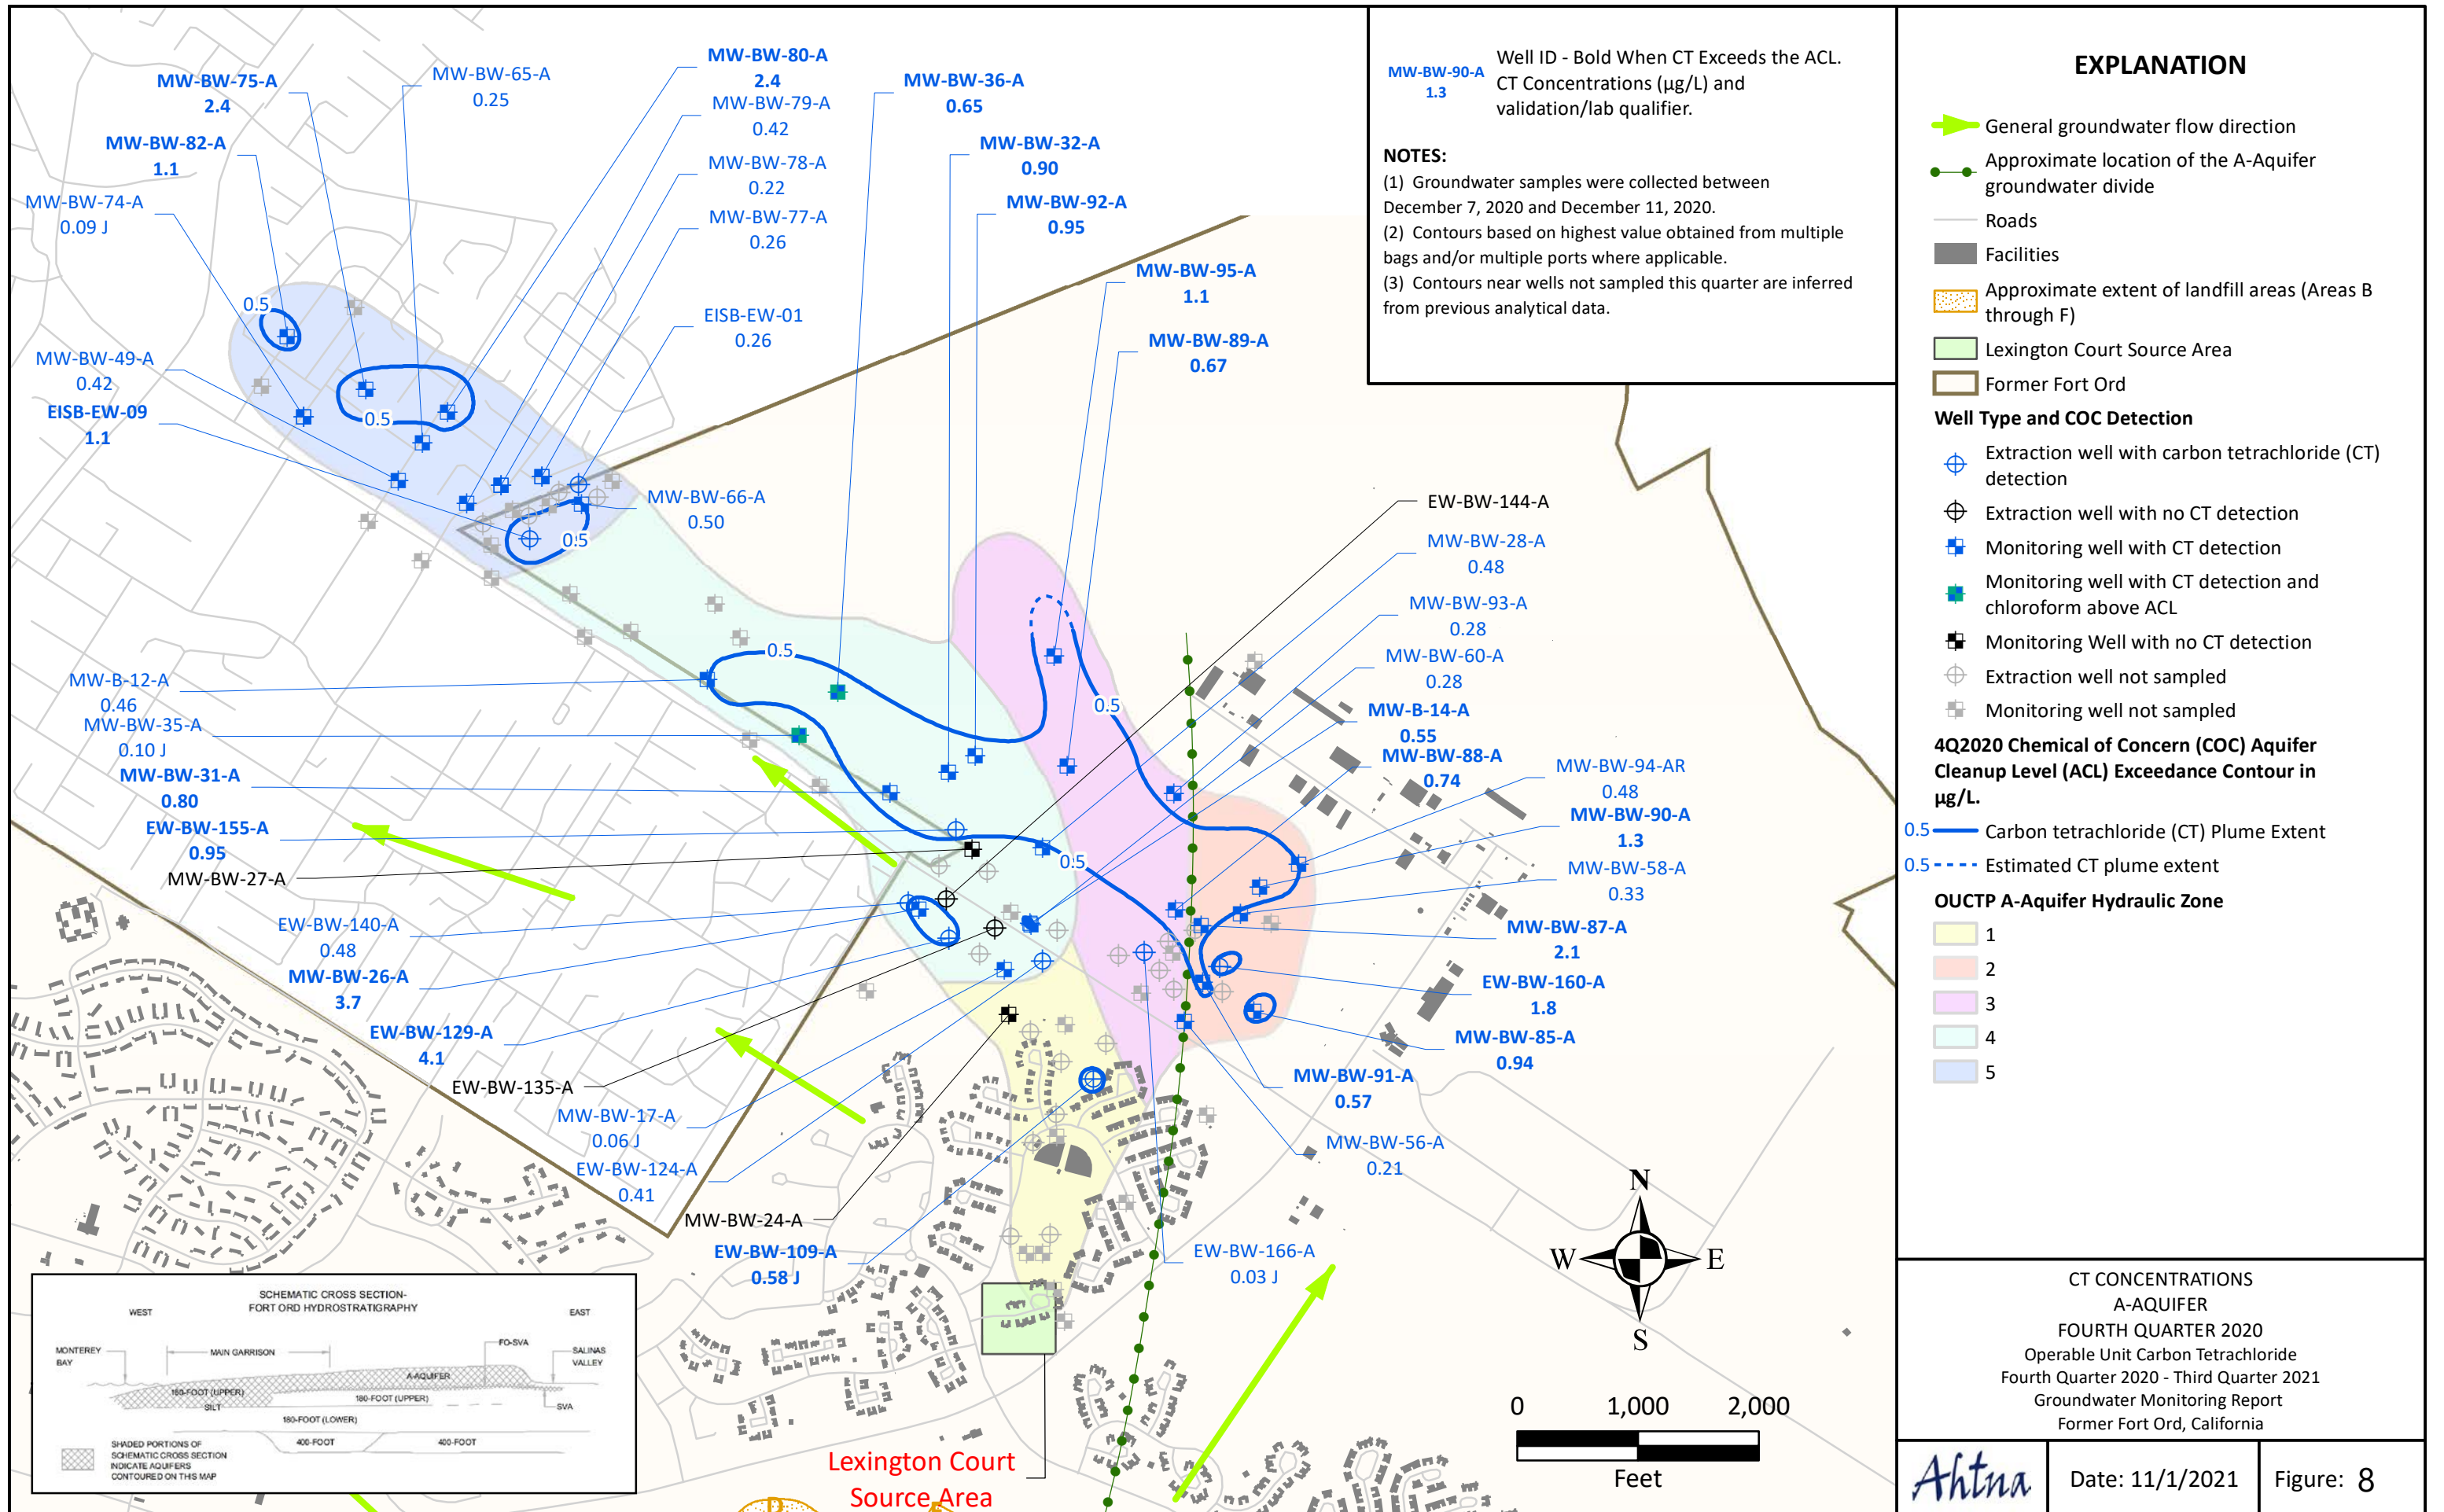 MW-BW-75-A
2.4
MW-BW-65-A
0.25
MW-BW-80-A
2.4
MW-BW-79-A
0.42
MW-BW-36-A
0.65
MW-BW-82-A
1.1
MW-BW-78-A
0.22
MW-BW-32-A
0.90
MW-BW-74-A
0.09 J
MW-BW-77-A
0.26
MW-BW-92-A
0.95
MW-BW-95-A
1.1
EISB-EW-01
0.26
MW-BW-89-A
0.67
MW-BW-49-A
0.42
EISB-EW-09
1.1
0.5
0.5
0.5
MW-BW-66-A
0.50
EW-BW-144-A
MW-BW-28-A
0.48
MW-BW-93-A
0.28
MW-BW-60-A
0.28
MW-B-14-A
0.55
MW-BW-88-A
0.74
MW-BW-94-AR
0.48
MW-BW-90-A
1.3
MW-BW-58-A
0.33
MW-BW-87-A
2.1
EW-BW-160-A
1.8
MW-BW-85-A
0.94
MW-BW-91-A
0.57
MW-BW-56-A
0.21
EW-BW-166-A
0.03 J
0.5
0.5
0.5
MW-B-12-A
0.46
MW-BW-35-A
0.10 J
MW-BW-31-A
0.80
EW-BW-155-A
0.95
MW-BW-27-A
EW-BW-140-A
0.48
MW-BW-26-A
3.7
EW-BW-129-A
4.1
EW-BW-135-A
MW-BW-17-A
0.06 J
EW-BW-124-A
0.41
MW-BW-24-A
EW-BW-109-A
0.58 J
Lexington Court
Source Area
N
W
E
S
0 1,000 2,000
Feet
SCHEMATIC CROSS SECTION-
FORT ORD HYDROSTRATIGRAPHY
WEST
EAST
MONTEREY
BAY
MAIN GARRISON
FO-SVA
SALINAS
VALLEY
A-AQUIFER
180-FOOT (UPPER)
180-FOOT (UPPER)
SILT
SVA
180-FOOT (LOWER)
400-FOOT
400-FOOT
SHADED PORTIONS OF
SCHEMATIC CROSS SECTION
INDICATE AQUIFERS
CONTOURED ON THIS MAP
MW-BW-90-A
1.3
Well ID - Bold When CT Exceeds the ACL.
CT Concentrations (µg/L) and
validation/lab qualifier.
NOTES:
(1) Groundwater samples were collected between
December 7, 2020 and December 11, 2020.
(2) Contours based on highest value obtained from multiple
bags and/or multiple ports where applicable.
(3) Contours near wells not sampled this quarter are inferred
from previous analytical data.
EXPLANATION
General groundwater flow direction
Approximate location of the A-Aquifer
groundwater divide
Roads
Facilities
Approximate extent of landfill areas (Areas B
through F)
Lexington Court Source Area
Former Fort Ord
Well Type and COC Detection
Extraction well with carbon tetrachloride (CT)
detection
Extraction well with no CT detection
Monitoring well with CT detection
Monitoring well with CT detection and
chloroform above ACL
Monitoring Well with no CT detection
Extraction well not sampled
Monitoring well not sampled
4Q2020 Chemical of Concern (COC) Aquifer
Cleanup Level (ACL) Exceedance Contour in
µg/L.
0.5 Carbon tetrachloride (CT) Plume Extent
0.5 Estimated CT plume extent
OUCTP A-Aquifer Hydraulic Zone
1
2
3
4
5
CT CONCENTRATIONS
A-AQUIFER
FOURTH QUARTER 2020
Operable Unit Carbon Tetrachloride
Fourth Quarter 2020 - Third Quarter 2021
Groundwater Monitoring Report
Former Fort Ord, California
Ahtna
Date: 11/1/2021
Figure: 8